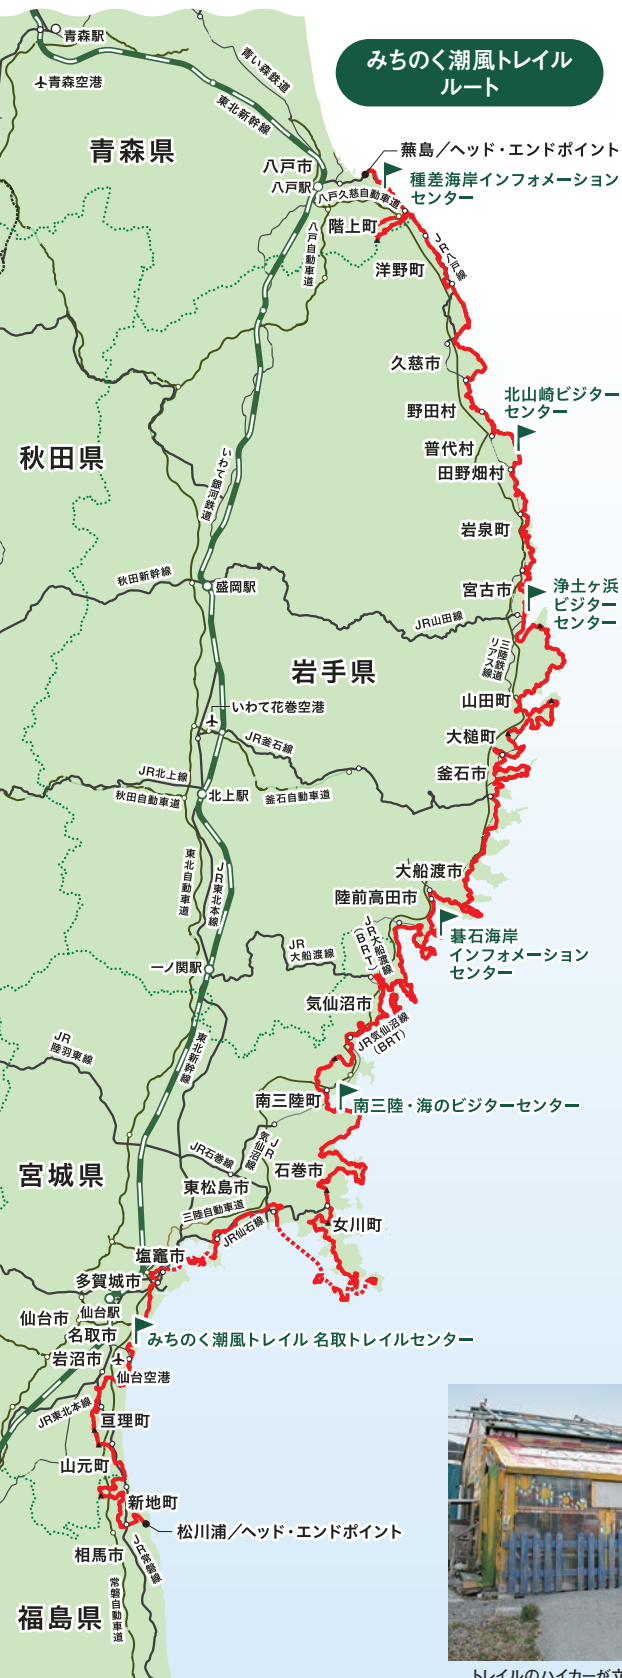 みちのく潮風トレイル
ルート
青森駅
青森空港
青い森鉄道
東北新幹線
青森県
蕪島／ヘッド・エンドポイント
八戸市
八戸駅
種差海岸インフォメーション
センター
八戸久慈自動車道
階上町
八戸自動車道
JR八戸線
洋野町
久慈市
北山崎ビジター
センター
野田村
普代村
田野畑村
秋田県
いわて銀河鉄道
岩泉町
秋田新幹線
盛岡駅
宮古市
浄土ヶ浜
ビジター
センター
JR山田線
三陸鉄道
リアス線
岩手県
山田町
いわて花巻空港
大槌町
JR釜石線
釜石市
JR北上線
秋田自動車道
北上駅
釜石自動車道
東北自動車道
JR東北本線
大船渡市
陸前高田市
碁石海岸
インフォメーション
センター
JR大船渡線
(BRT)
JR
大船渡線
一ノ関駅
気仙沼市
JR気仙沼線
(BRT)
JR
陸羽東線
東北新幹線
南三陸町
南三陸・海のビジターセンター
JR
気仙沼線
JR石巻線
石巻市
宮城県
東松島市
三陸自動車道
JR仙石線
女川町
塩竈市
多賀城市
仙台市
仙台駅
名取市
みちのく潮風トレイル 名取トレイルセンター
岩沼市
仙台空港
JR東北本線
亘理町
山元町
新地町
松川浦／ヘッド・エンドポイント
相馬市
JR常磐線
常磐自動車道
福島県
トレイルのハイカーが立